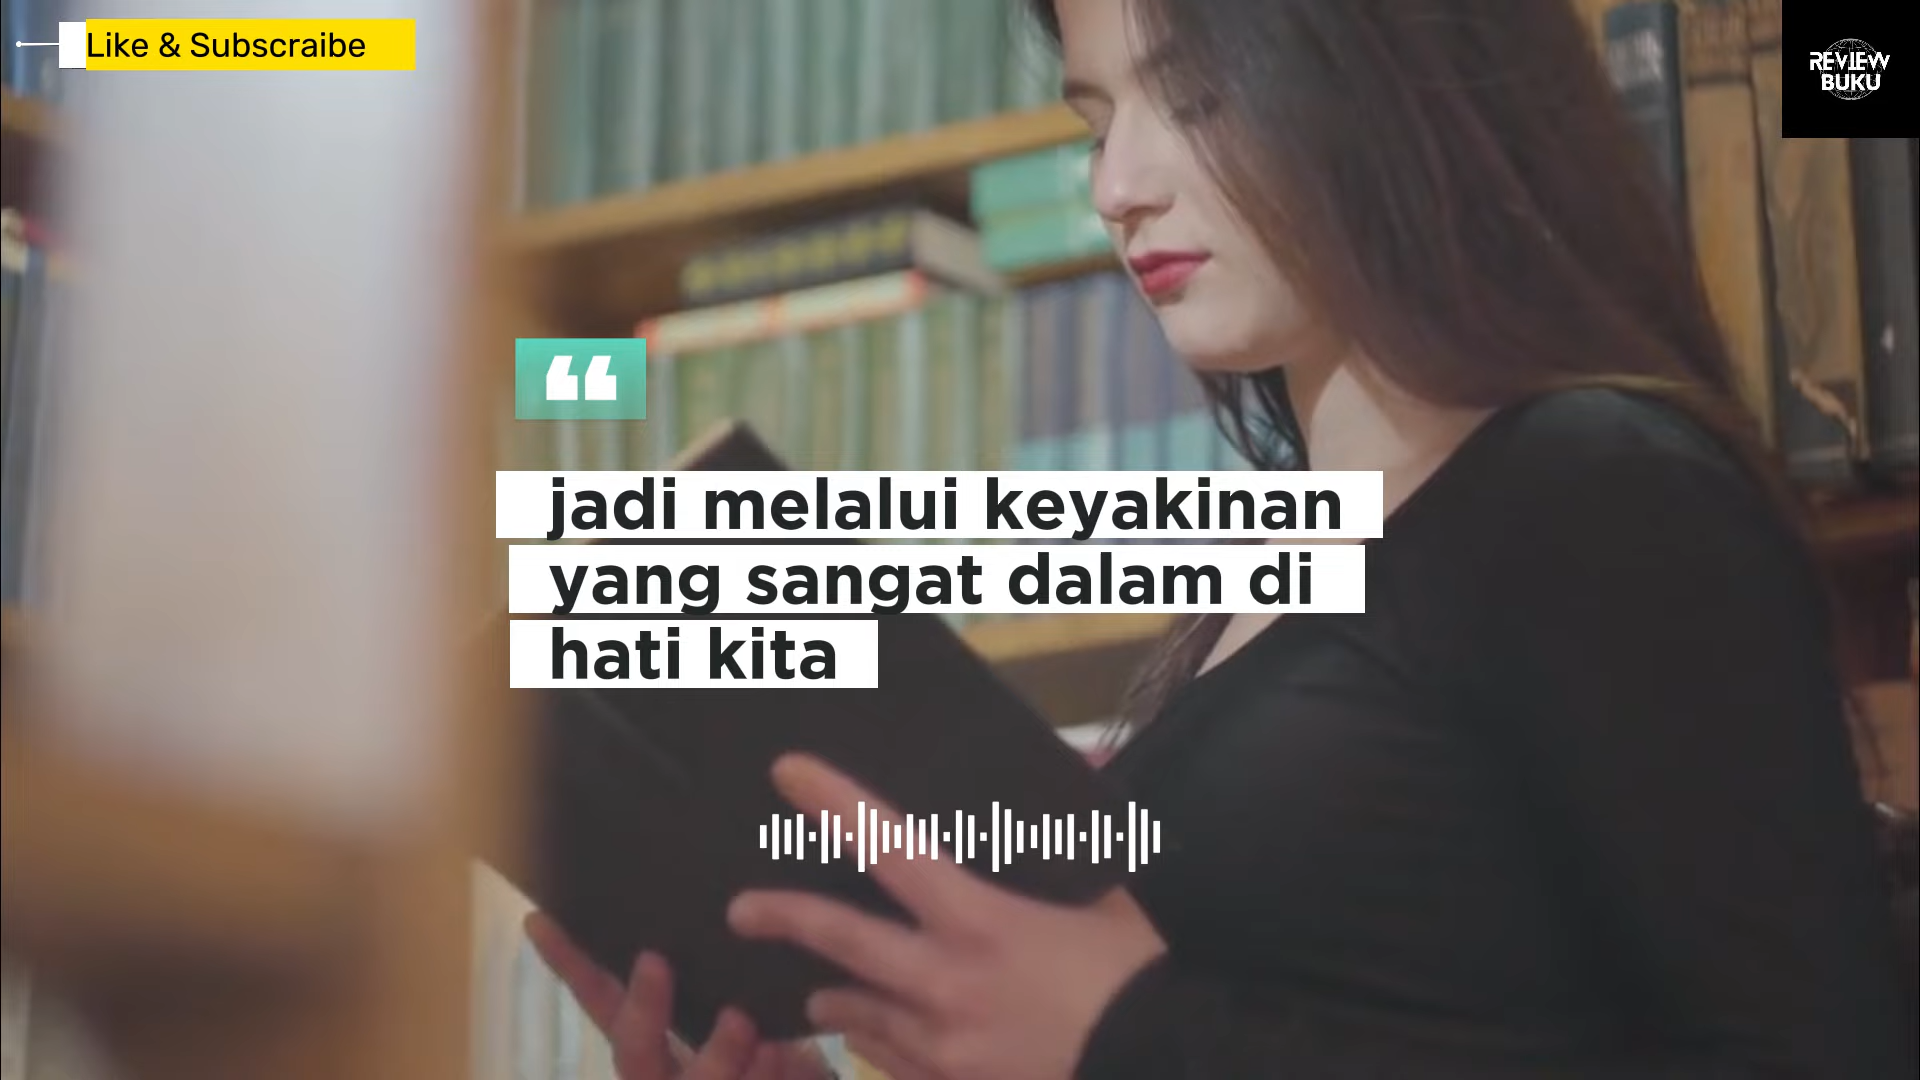 Like & Subscraibe
REVIEW
BUKU
jadi melalui keyakinan
yang sangat dalam di
hati kita